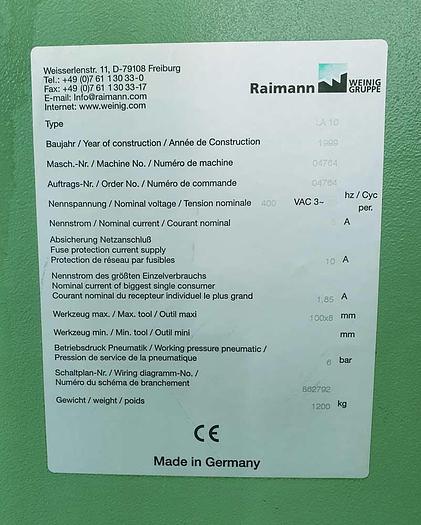 Weisserlenstr. 11, D-79108 Freiburg
Tel.: +49 (0)7 61 1 30 33-0
Fax: +49 (0)7 61 1 30 33-17
E-mail: Info@raimann.com
Internet: www.weinig.com
Raimann WEINIG GRUPPE
Type LA 10
Baujahr / Year of construction / Année de Construction 1999
Masch.-Nr. / Machine No. / Numéro de machine 04764
Auftrags-Nr. / Order No. / Numéro de commande 04764
Nennspannung / Nominal voltage / Tension nominale 400 VAC 3~ hz / Cyc per.
Nennstrom / Nominal current / Courant nominal A
Absicherung Netzanschluß
Fuse protection current supply
Protection de réseau par fusibles 10 A
Nennstrom des größten Einzelverbrauchs
Nominal current of biggest single consumer
Courant nominal du recepteur individuel le plus grand 1,85 A
Werkzeug max. / Max. tool / Outil maxi 100x8 mm
Werkzeug min. / Min. tool / Outil mini mm
Betriebsdruck Pneumatik / Working pressure pneumatic /
Pression de service de la pneumatique 6 bar
Schaltplan-Nr. / Wiring diagramm-No. /
Numéro du schéma de branchement 862792
Gewicht / weight / poids 1200 kg
CE
Made in Germany